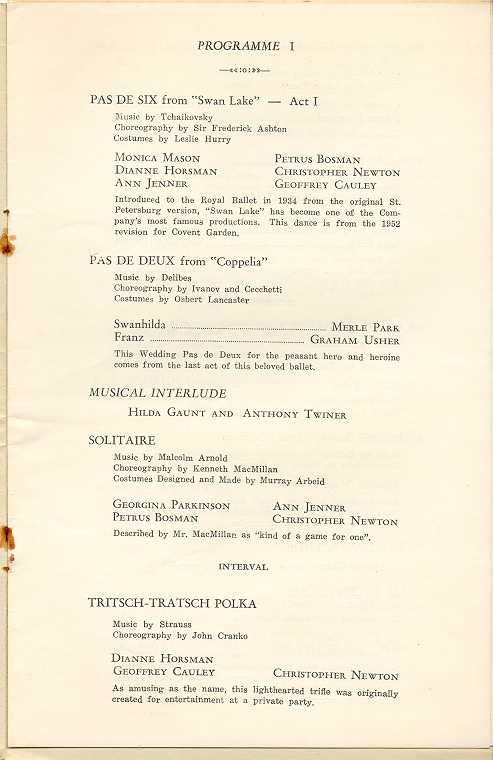 PROGRAMME I
PAS DE SIX from "Swan Lake" — Act I
Music by Tchaikovsky
Choreography by Sir Frederick Ashton
Costumes by Leslie Hurry
MONICA MASON PETRUS BOSMAN
DIANNE HORSMAN CHRISTOPHER NEWTON
ANN JENNER GEOFFREY CAULEY
Introduced to the Royal Ballet in 1934 from the original St.
Petersburg version, "Swan Lake" has become one of the Com-
pany's most famous productions. This dance is from the 1952
revision for Covent Garden.
PAS DE DEUX from "Coppelia"
Music by Delibes
Choreography by Ivanov and Cecchetti
Costumes by Osbert Lancaster
Swanhilda ........ MERLE PARK
Franz ........ GRAHAM USHER
This Wedding Pas de Deux for the peasant hero and heroine
comes from the last act of this beloved ballet.
MUSICAL INTERLUDE
HILDA GAUNT AND ANTHONY TWINER
SOLITAIRE
Music by Malcolm Arnold
Choreography by Kenneth MacMillan
Costumes Designed and Made by Murray Arbeid
GEORGINA PARKINSON ANN JENNER
PETRUS BOSMAN CHRISTOPHER NEWTON
Described by Mr. MacMillan as "kind of a game for one".
INTERVAL
TRITSCH-TRATSCH POLKA
Music by Strauss
Choreography by John Cranko
DIANNE HORSMAN
GEOFFREY CAULEY CHRISTOPHER NEWTON
As amusing as the name, this lighthearted trifle was originally
created for entertainment at a private party.